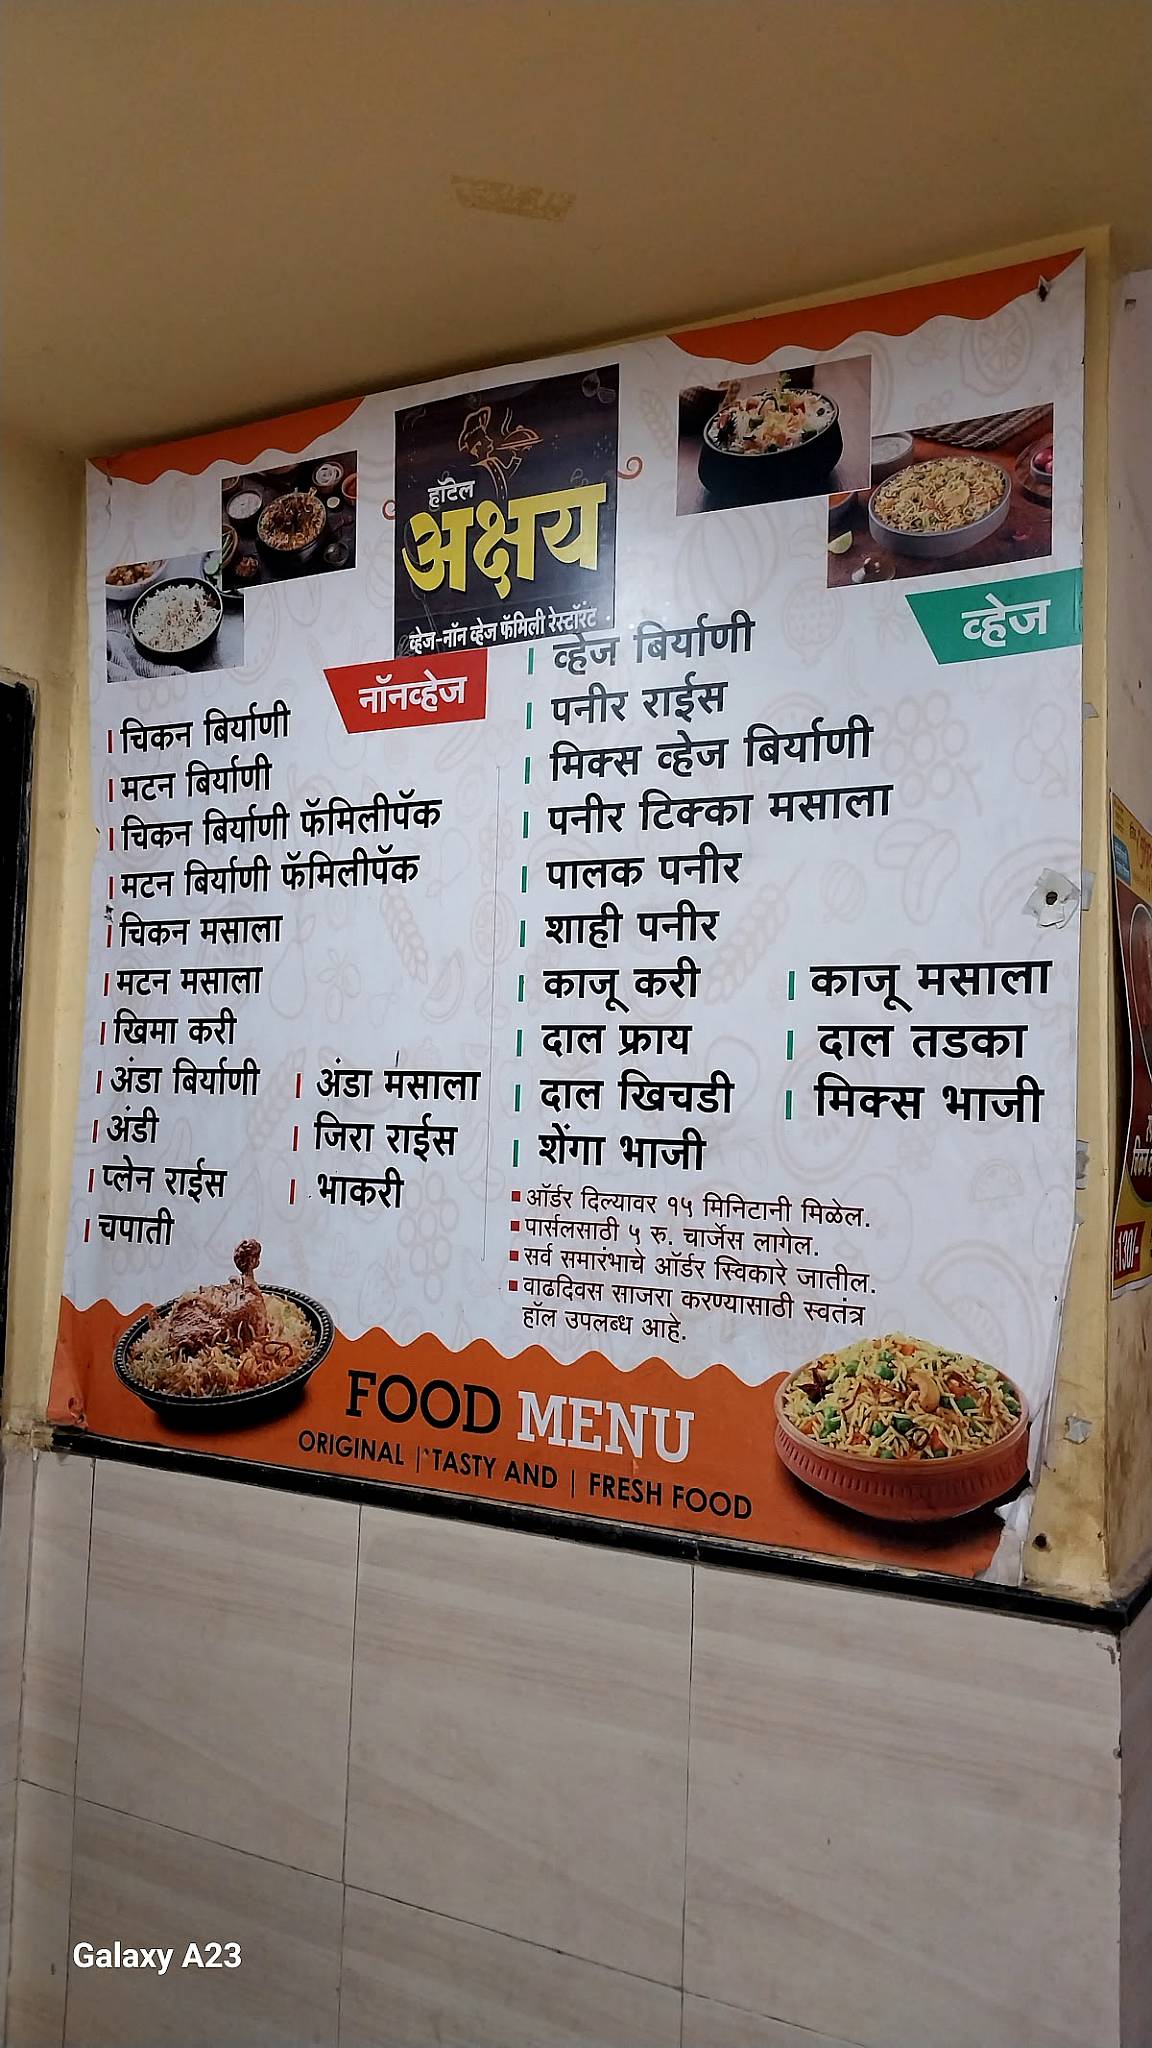 हॉटेल
अक्षय
व्हेज-नॉन व्हेज फॅमिली रेस्टॉरंट
नॉनव्हेज
चिकन बिर्याणी
मटन बिर्याणी
चिकन बिर्याणी फॅमिलीपॅक
मटन बिर्याणी फॅमिलीपॅक
चिकन मसाला
मटन मसाला
खिमा करी
अंडा बिर्याणी
अंडी
प्लेन राईस
चपाती
अंडा मसाला
जिरा राईस
भाकरी
व्हेज
व्हेज बिर्याणी
पनीर राईस
मिक्स व्हेज बिर्याणी
पनीर टिक्का मसाला
पालक पनीर
शाही पनीर
काजू करी
दाल फ्राय
दाल खिचडी
शेंगा भाजी
काजू मसाला
दाल तडका
मिक्स भाजी
ऑर्डर दिल्यावर १५ मिनिटानी मिळेल.
पार्सलसाठी ५ रु. चार्जेस लागेल.
सर्व समारंभाचे ऑर्डर स्विकारे जातील.
वाढदिवस साजरा करण्यासाठी स्वतंत्र
हॉल उपलब्ध आहे.
FOOD MENU
ORIGINAL | TASTY AND | FRESH FOOD
130/-
Galaxy A23